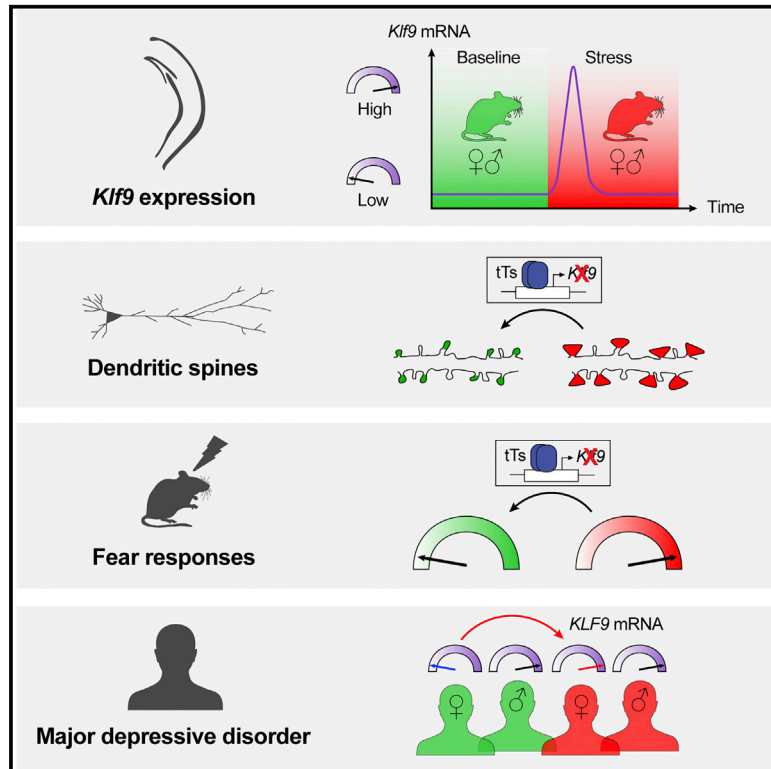 Klf9 mRNA
Baseline
Stress
High
♀♂
♀♂
Low
Klf9 expression
Time
tTs
Klf9
Dendritic spines
tTs
Klf9
Fear responses
KLF9 mRNA
♀
♂
♀
♂
Major depressive disorder